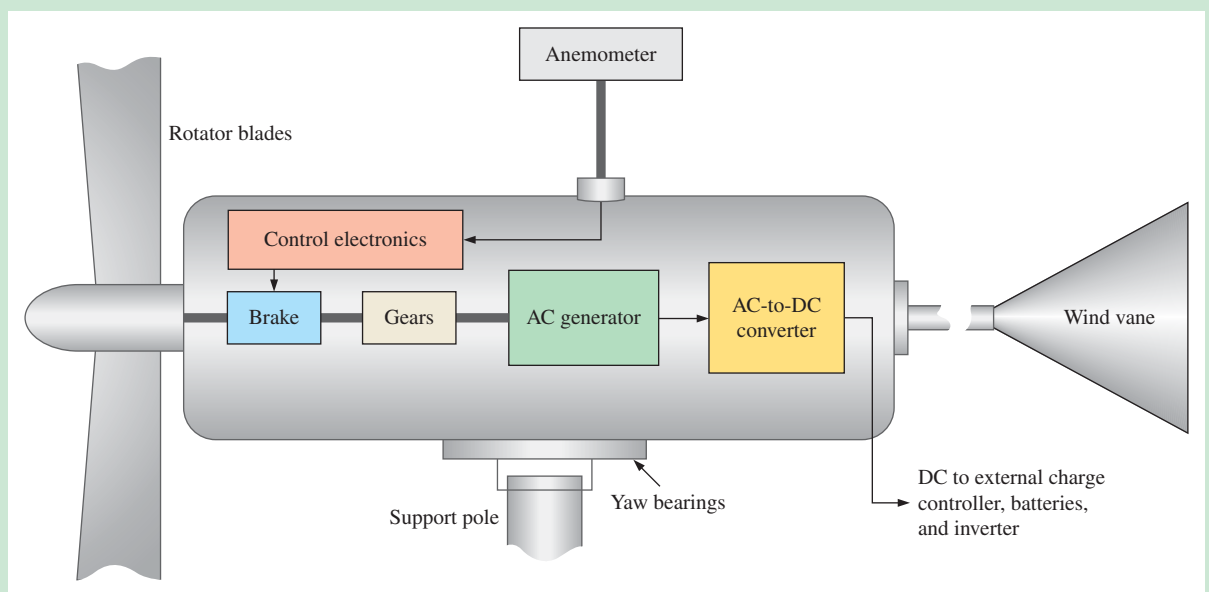 Anemometer
Rotator blades
Control electronics
Brake
Gears
AC generator
AC-to-DC
converter
Wind vane
Support pole
Yaw bearings
DC to external charge
controller, batteries,
and inverter